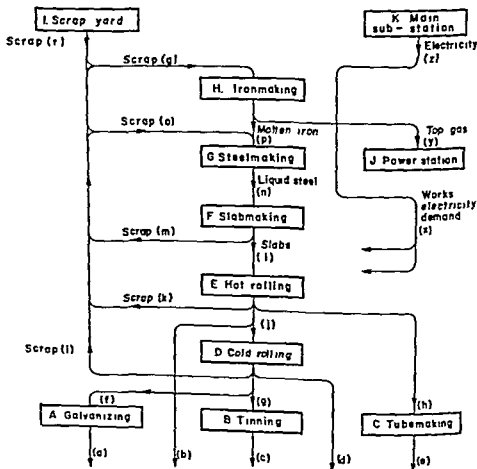 I. Scrap yard
K Main
sub-station
Scrap (r)
Electricity
(z)
Scrap (g)
H. Ironmaking
Scrap (o)
Molten iron
(p)
Top gas
(y)
G Steelmaking
J Power station
Liquid steel
(n)
Works
electricity
demand
(x)
F Slabmaking
Scrap (m)
Slabs
E Hot rolling
Scrap (k)
(j)
Scrap (l)
D Cold rolling
(f)
(g)
(h)
A Galvanizing
B Tinning
C Tubemaking
(a)
(b)
(c)
(d)
(e)